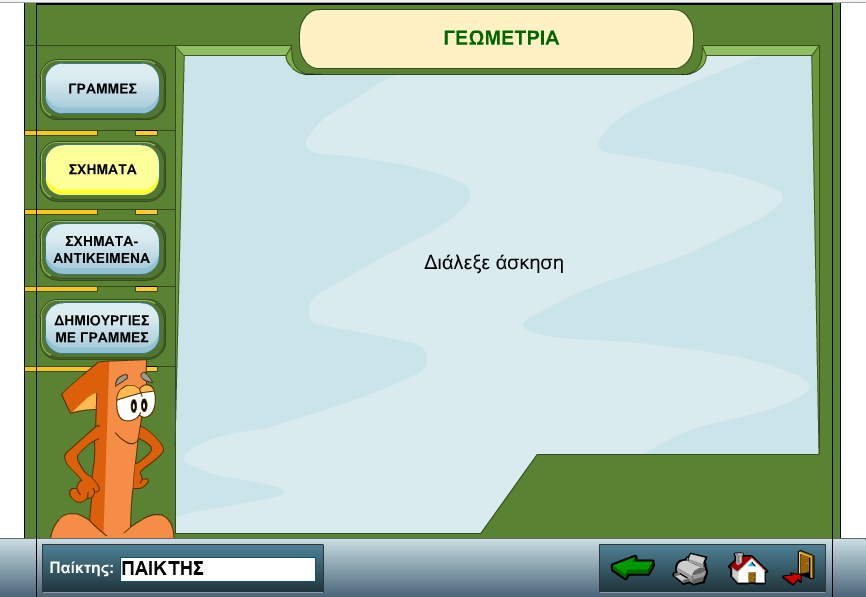 ΓΕΩΜΕΤΡΙΑ
ΓΡΑΜΜΕΣ
ΣΧΗΜΑΤΑ
ΣΧΗΜΑΤΑ-
ΑΝΤΙΚΕΙΜΕΝΑ
ΔΗΜΙΟΥΡΓΙΕΣ
ΜΕ ΓΡΑΜΜΕΣ
Διάλεξε άσκηση
Παίκτης: ΠΑΙΚΤΗΣ